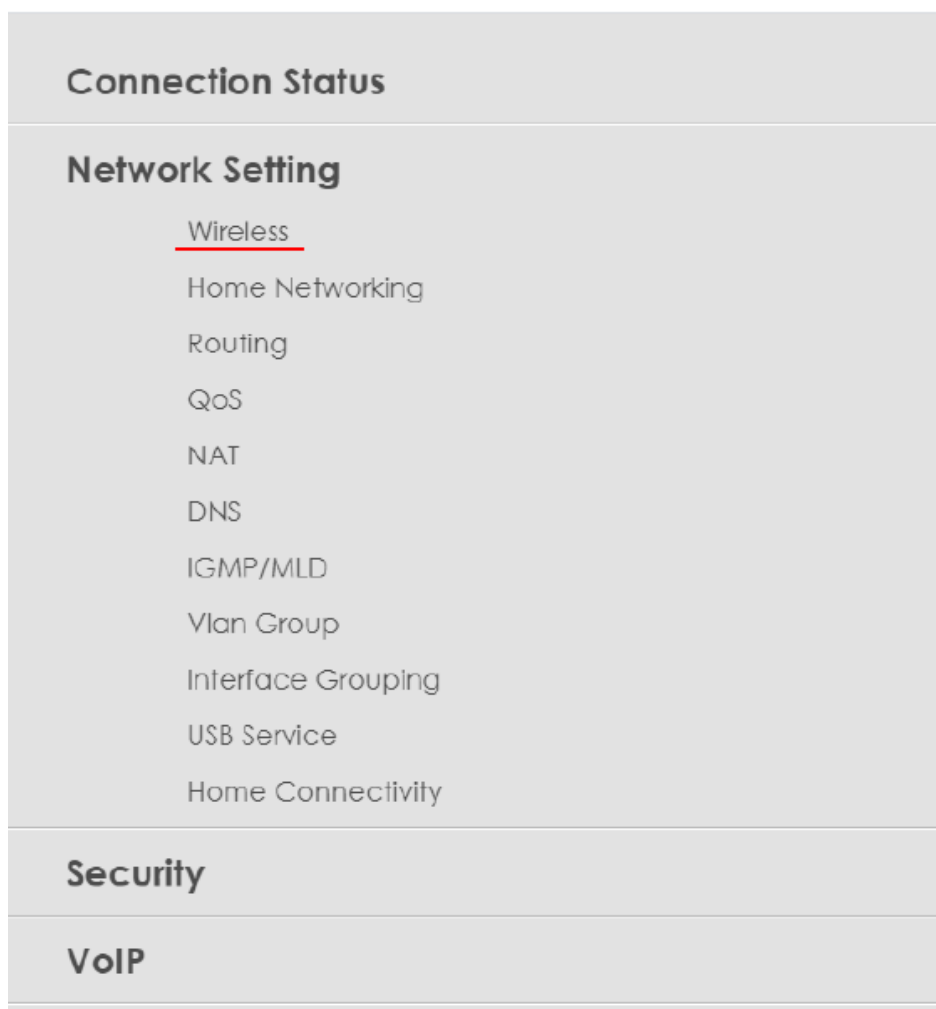 Connection Status
Network Setting
Wireless
Home Networking
Routing
QoS
NAT
DNS
IGMP/MLD
Vlan Group
Interface Grouping
USB Service
Home Connectivity
Security
VoIP